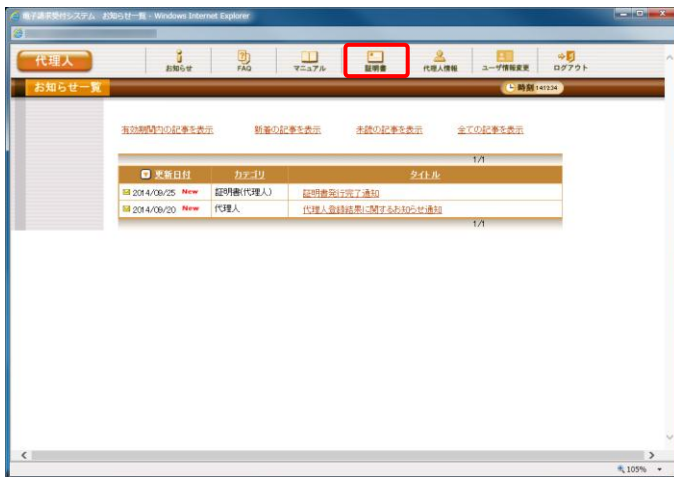 電子請求受付システム お知らせ一覧 - Windows Internet Explorer
代理人
お知らせ FAQ マニュアル 証明書 代理人情報 ユーザ情報変更 ログアウト
お知らせ一覧 時刻 14:12:34
有効期間内の記事を表示 新着の記事を表示 未読の記事を表示 全ての記事を表示
1/1
更新日付 カテゴリ タイトル
2014/09/25 New 証明書(代理人) 証明書発行完了通知
2014/09/20 New 代理人 代理人登録結果に関するお知らせ通知
1/1
105%